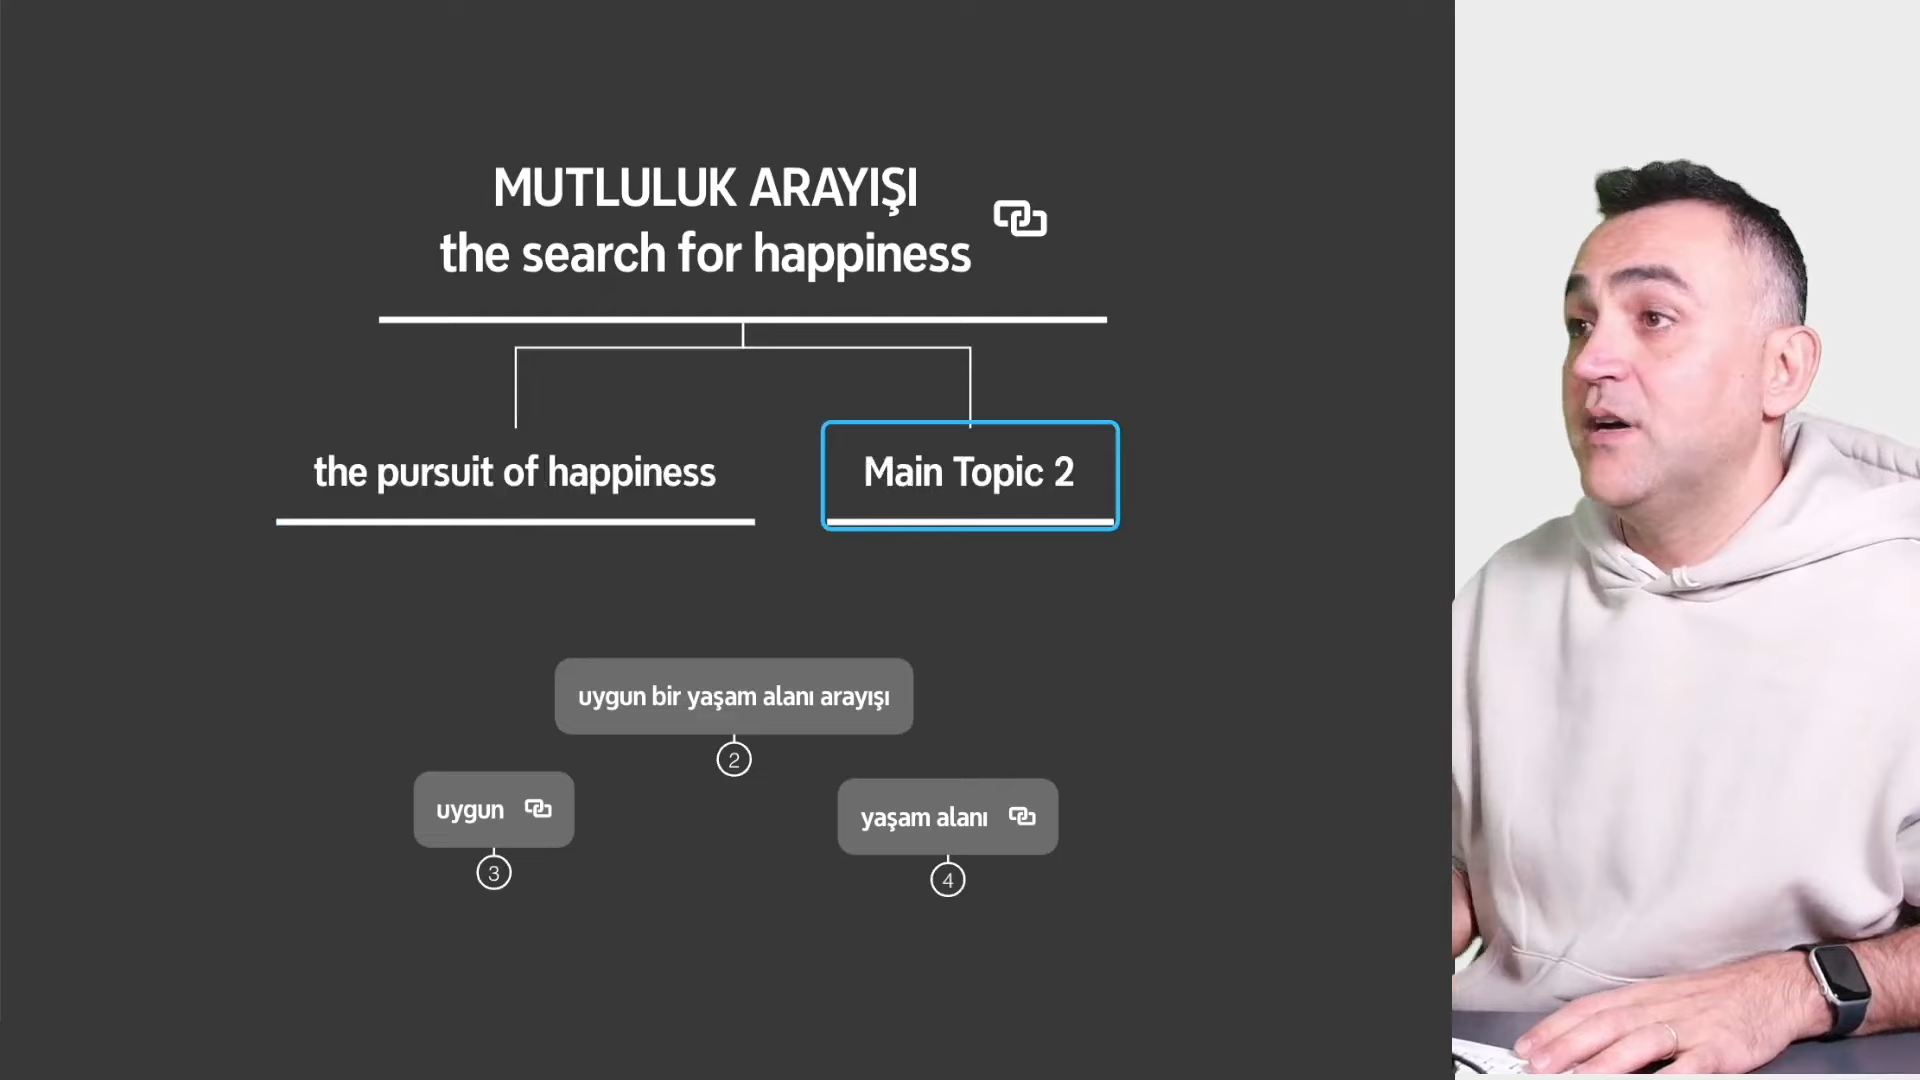 MUTLULUK ARAYIŞI
the search for happiness
the pursuit of happiness
Main Topic 2
uygun bir yaşam alanı arayışı
2
uygun
3
yaşam alanı
4